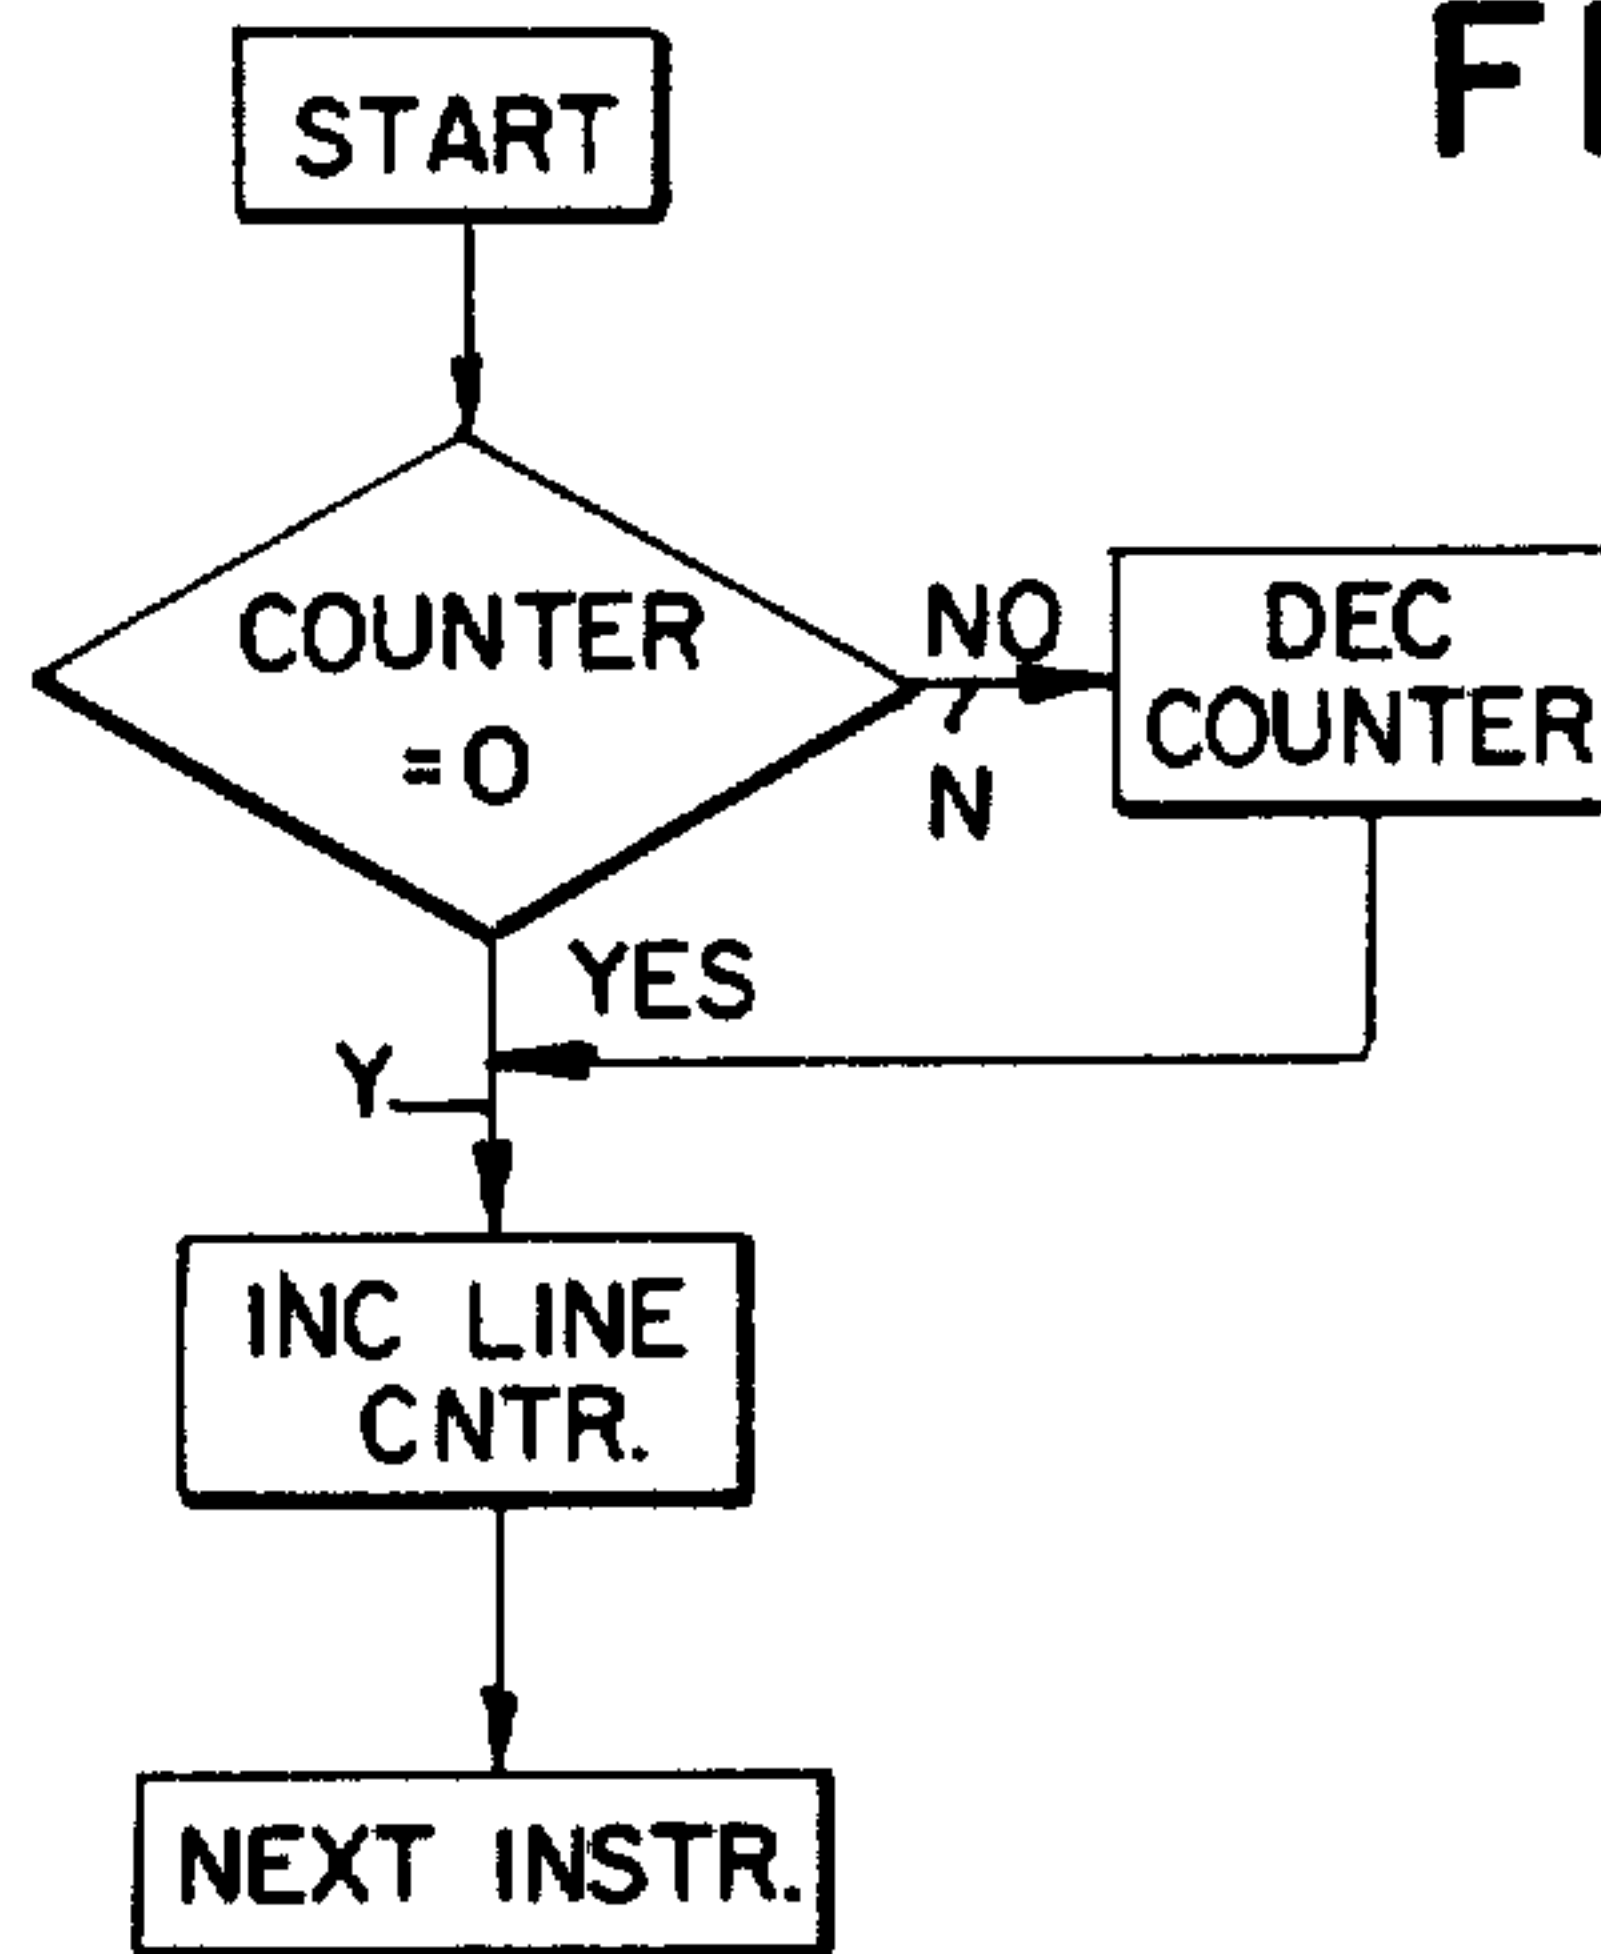 START
COUNTER
= 0
NO
N
DEC
COUNTER
YES
Y
INC LINE
CNTR.
NEXT INSTR.